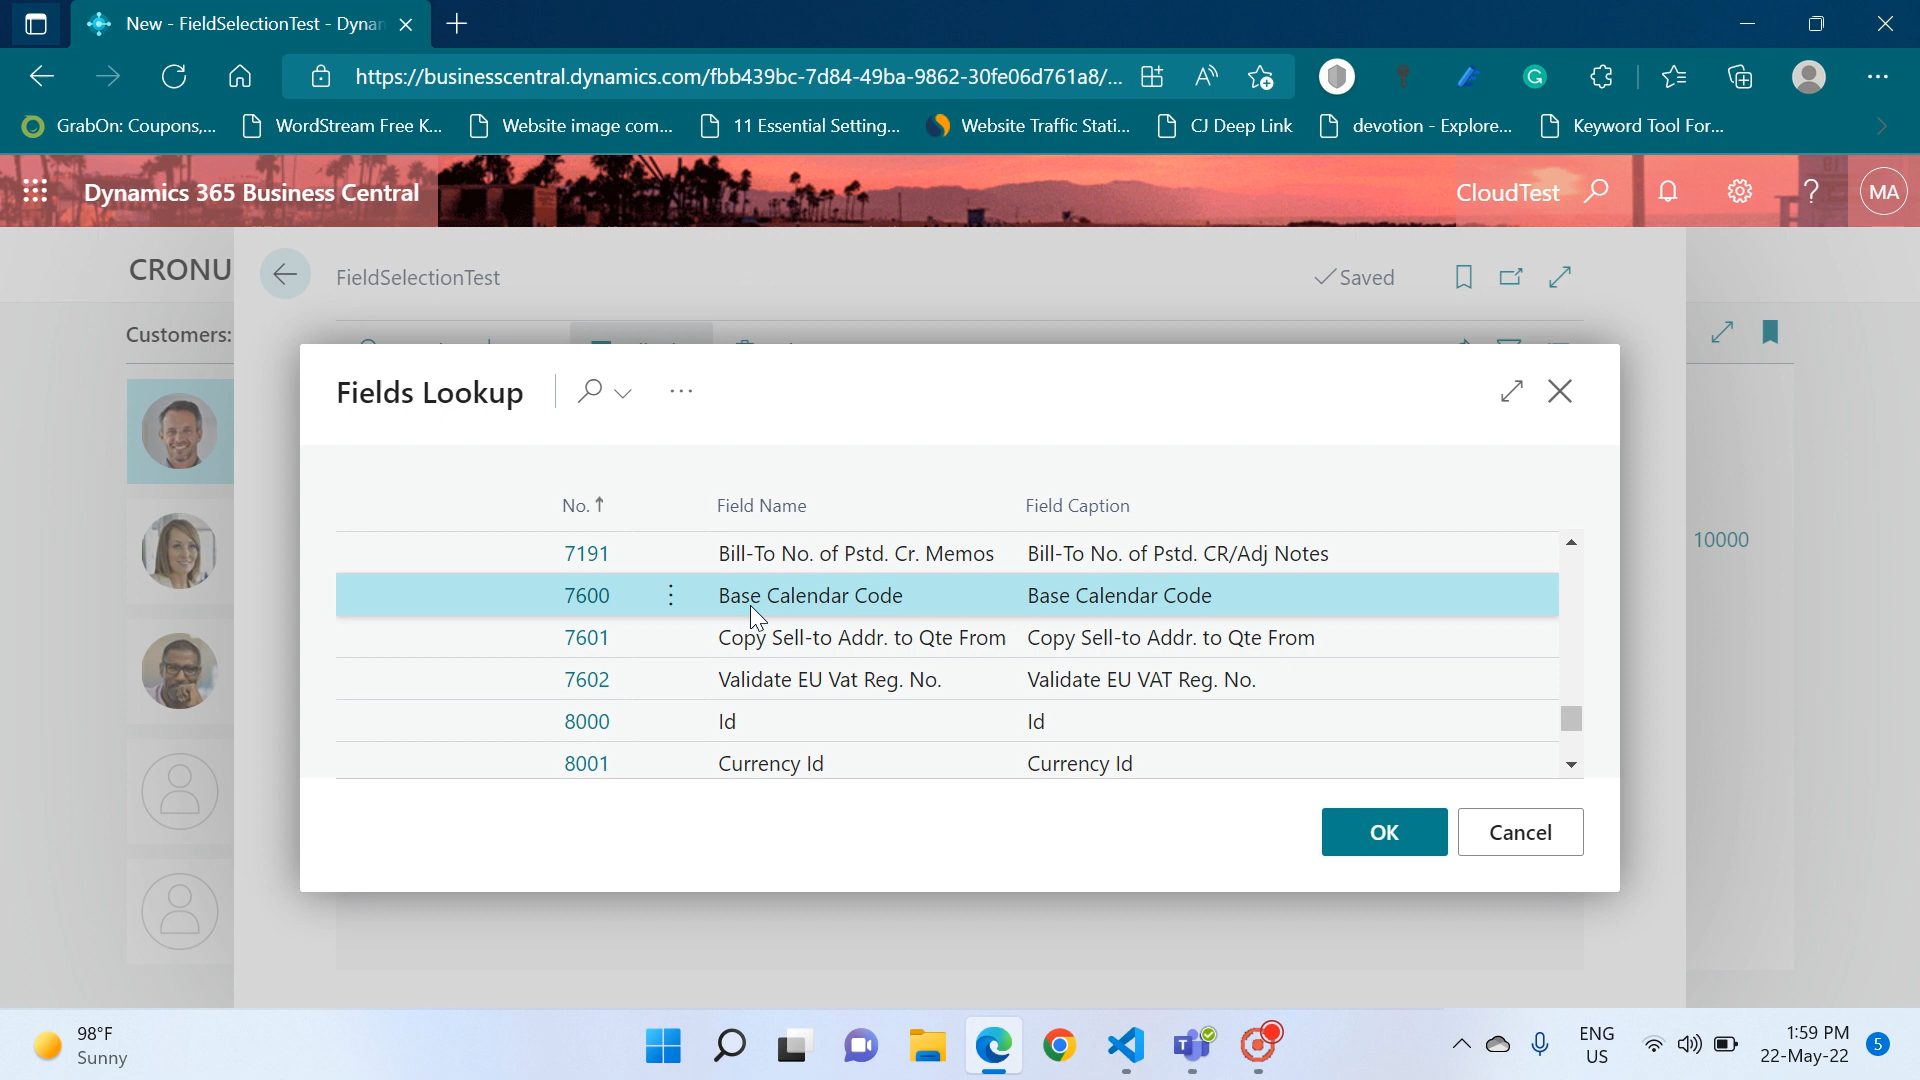 New - FieldSelectionTest - Dynan
https://businesscentral.dynamics.com/fbb439bc-7d84-49ba-9862-30fe06d761a8/...
GrabOn: Coupons,... WordStream Free K... Website image com... 11 Essential Setting... Website Traffic Stati... CJ Deep Link devotion - Explore... Keyword Tool For...
Dynamics 365 Business Central CloudTest ? MA
CRONU FieldSelectionTest Saved
Customers:
Fields Lookup
No. Field Name Field Caption
7191 Bill-To No. of Pstd. Cr. Memos Bill-To No. of Pstd. CR/Adj Notes
10000
7600 Base Calendar Code Base Calendar Code
7601 Copy Sell-to Addr. to Qte From Copy Sell-to Addr. to Qte From
7602 Validate EU Vat Reg. No. Validate EU VAT Reg. No.
8000 Id Id
8001 Currency Id Currency Id
OK Cancel
98°F
Sunny
ENG
US
1:59 PM
22-May-22
5